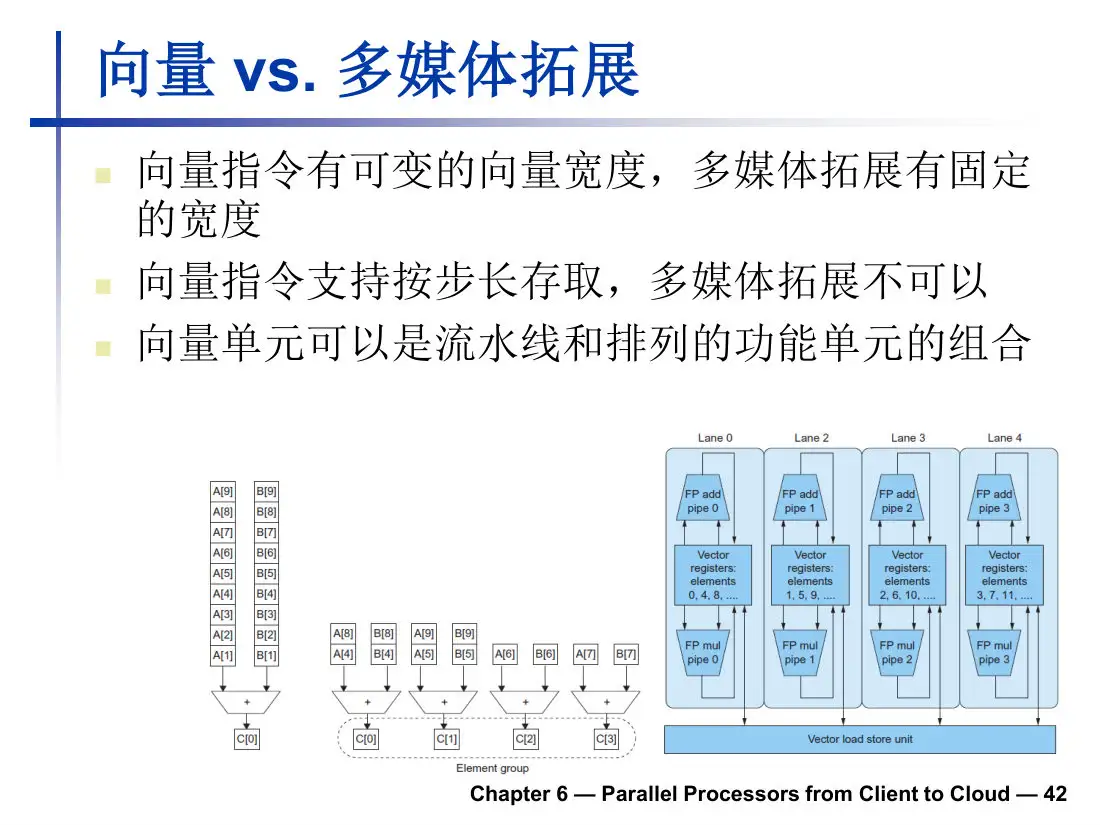 向量 vs. 多媒体拓展
向量指令有可变的向量宽度，多媒体拓展有固定
的宽度
向量指令支持按步长存取，多媒体拓展不可以
向量单元可以是流水线和排列的功能单元的组合
A[9] B[9]
A[8] B[8]
A[7] B[7]
A[6] B[6]
A[5] B[5]
A[4] B[4]
A[3] B[3]
A[2] B[2]
A[1] B[1]
+
C[0]
A[8] B[8] A[9] B[9]
A[4] B[4] A[5] B[5] A[6] B[6] A[7] B[7]
+ + + +
C[0] C[1] C[2] C[3]
Element group
Lane 0 Lane 2 Lane 3 Lane 4
FP add FP add FP add FP add
pipe 0 pipe 1 pipe 2 pipe 3
Vector Vector Vector Vector
registers: registers: registers: registers:
elements elements elements elements
0, 4, 8, .... 1, 5, 9, .... 2, 6, 10, .... 3, 7, 11, ....
FP mul FP mul FP mul FP mul
pipe 0 pipe 1 pipe 2 pipe 3
Vector load store unit
Chapter 6 — Parallel Processors from Client to Cloud — 42